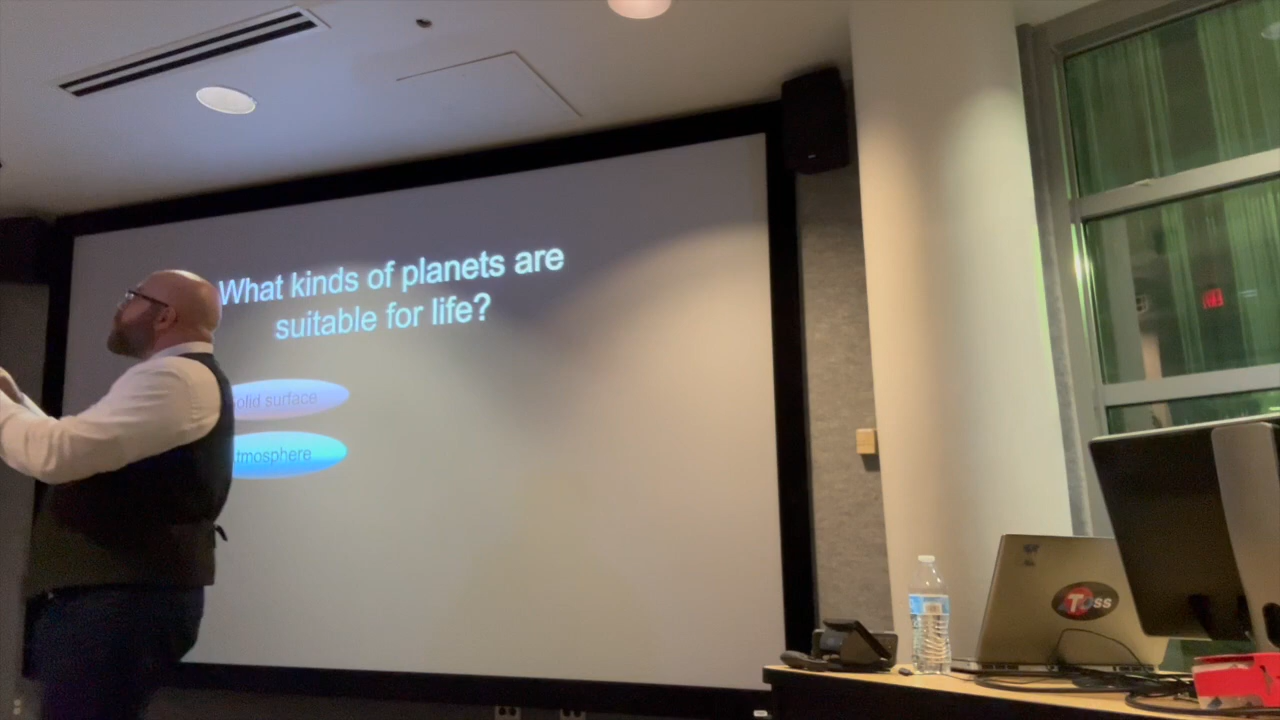 What kinds of planets are
suitable for life?
olid surface
tmosphere